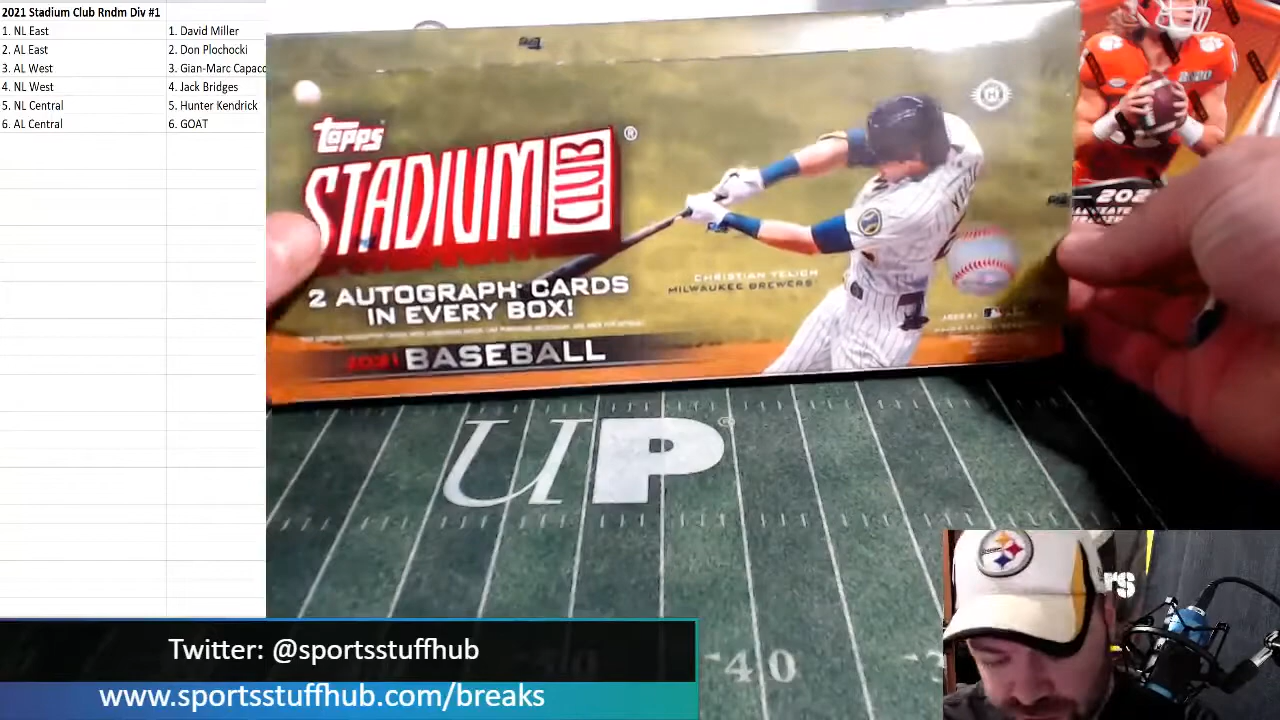 2021 Stadium Club Rndm Div #1
1. NL East
1. David Miller
2. AL East
2. Don Plochocki
3. AL West
3. Gian-Marc Capaco
4. NL West
4. Jack Bridges
5. NL Central
5. Hunter Kendrick
6. AL Central
6. GOAT
Topps
STADIUM CLUB®
2 AUTOGRAPH CARDS
IN EVERY BOX!
2021 BASEBALL
CHRISTIAN YELICH
MILWAUKEE BREWERS
UP®
40
Twitter: @sportsstuffhub
www.sportsstuffhub.com/breaks